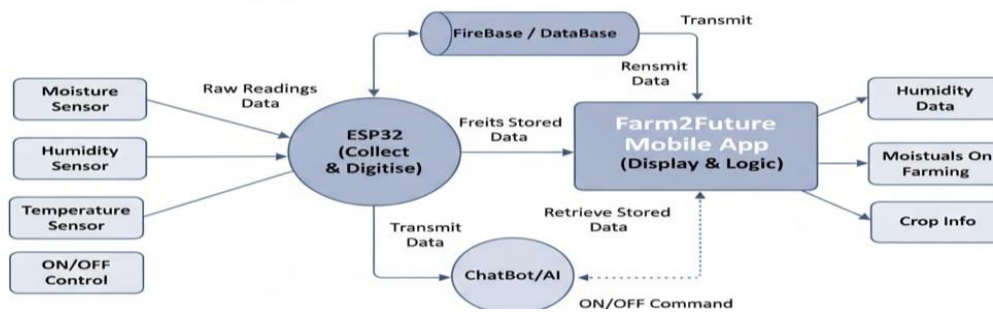 FireBase / DataBase
Transmit
Rensmit
Data
Moisture
Sensor
Raw Readings
Data
Humidity
Sensor
Temperature
Sensor
ON/OFF
Control
ESP32
(Collect
& Digitise)
Freits Stored
Data
Farm2Future
Mobile App
(Display & Logic)
Humidity
Data
Moistuals On
Farming
Crop Info
Transmit
Data
Retrieve Stored
Data
ChatBot/AI
ON/OFF Command